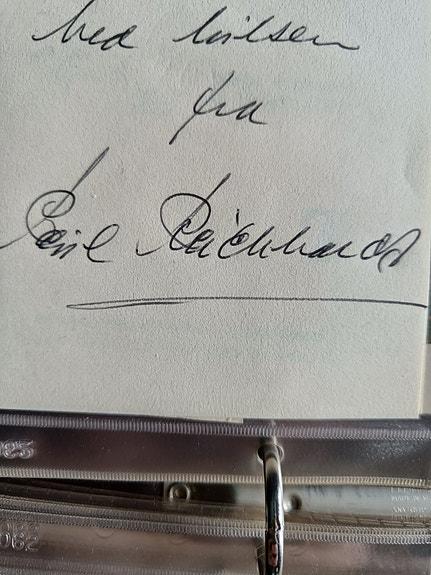 Med hilsen
fra
Poul Reichhardt